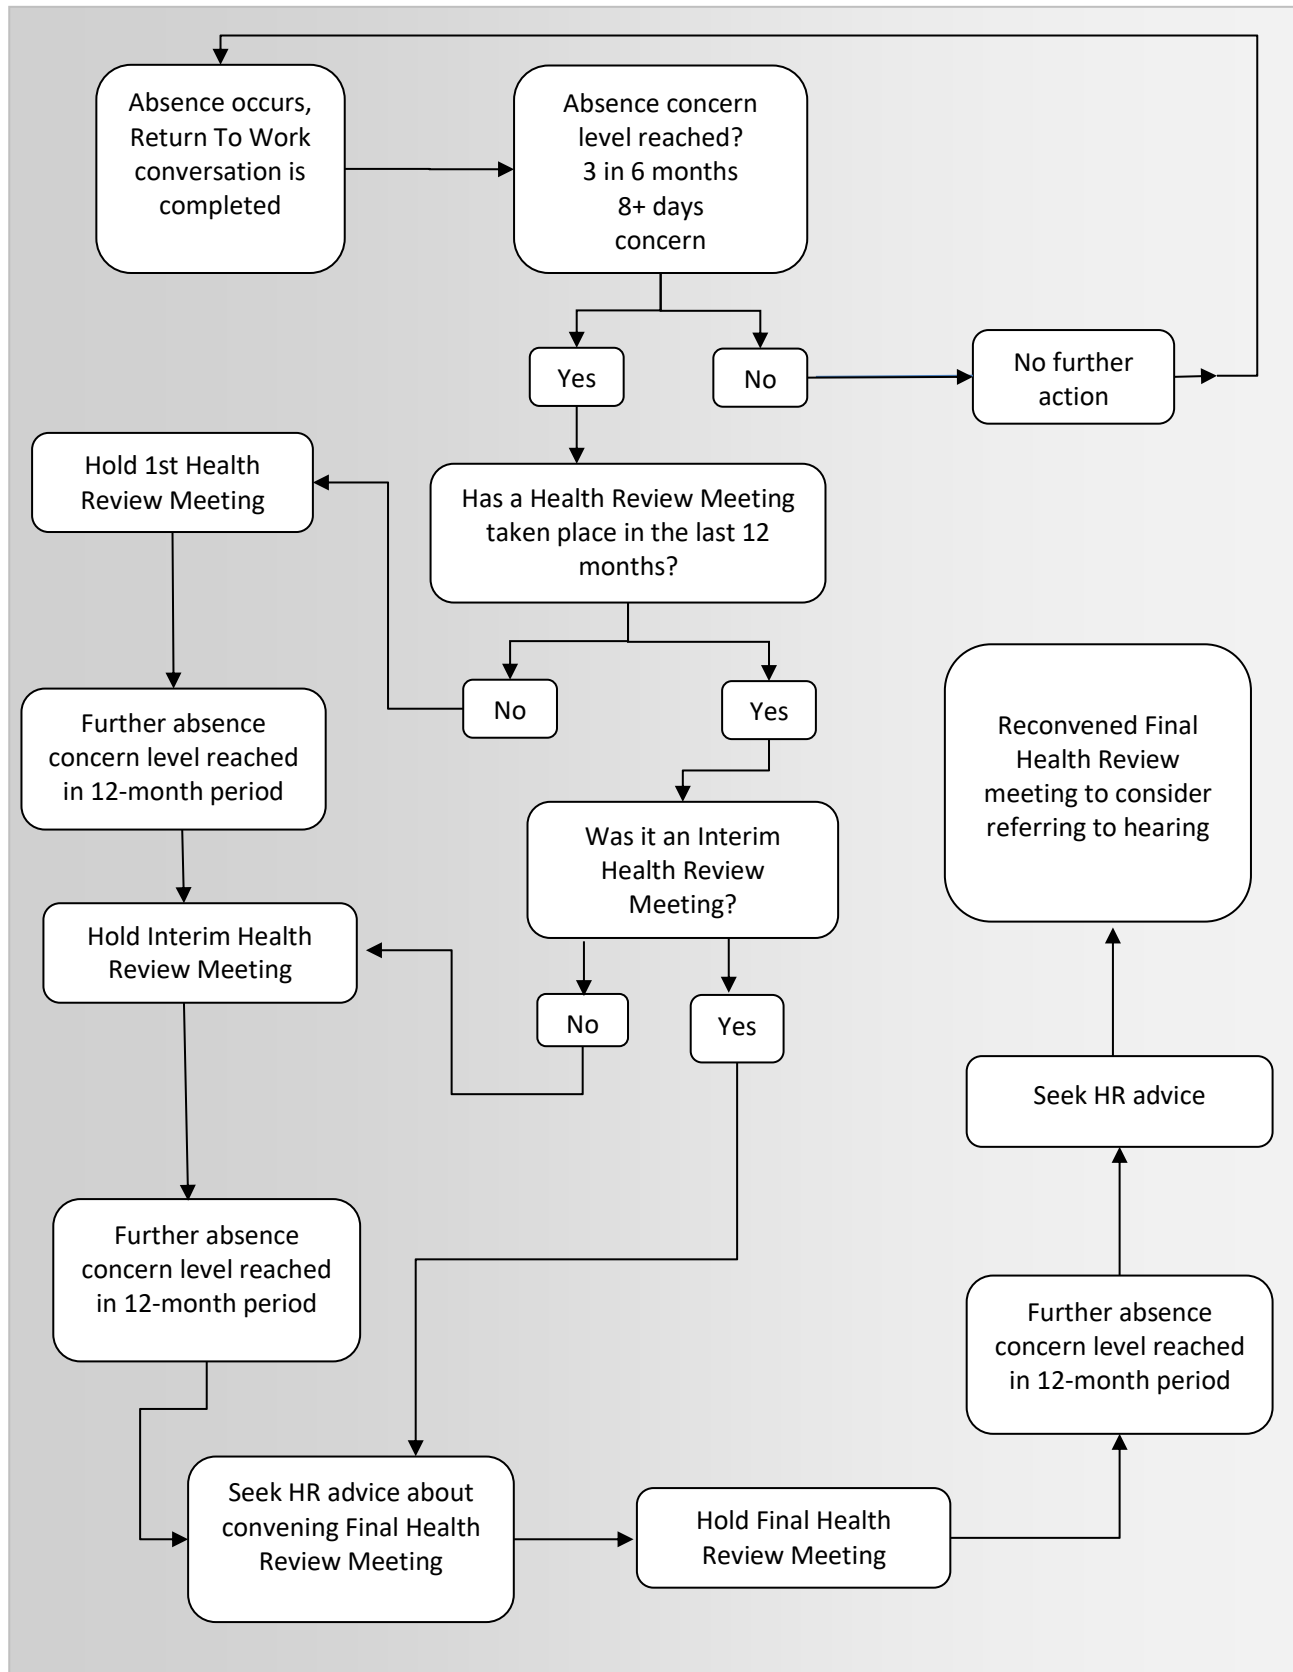 Absence occurs,
Return To Work
conversation is
completed
Absence concern
level reached?
3 in 6 months
8+ days
concern
Yes
No
No further
action
Hold 1st Health
Review Meeting
Has a Health Review Meeting
taken place in the last 12
months?
No
Yes
Further absence
concern level reached
in 12-month period
Reconvened Final
Health Review
meeting to consider
referring to hearing
Was it an Interim
Health Review
Meeting?
Hold Interim Health
Review Meeting
No
Yes
Seek HR advice
Further absence
concern level reached
in 12-month period
Further absence
concern level reached
in 12-month period
Seek HR advice about
convening Final Health
Review Meeting
Hold Final Health
Review Meeting